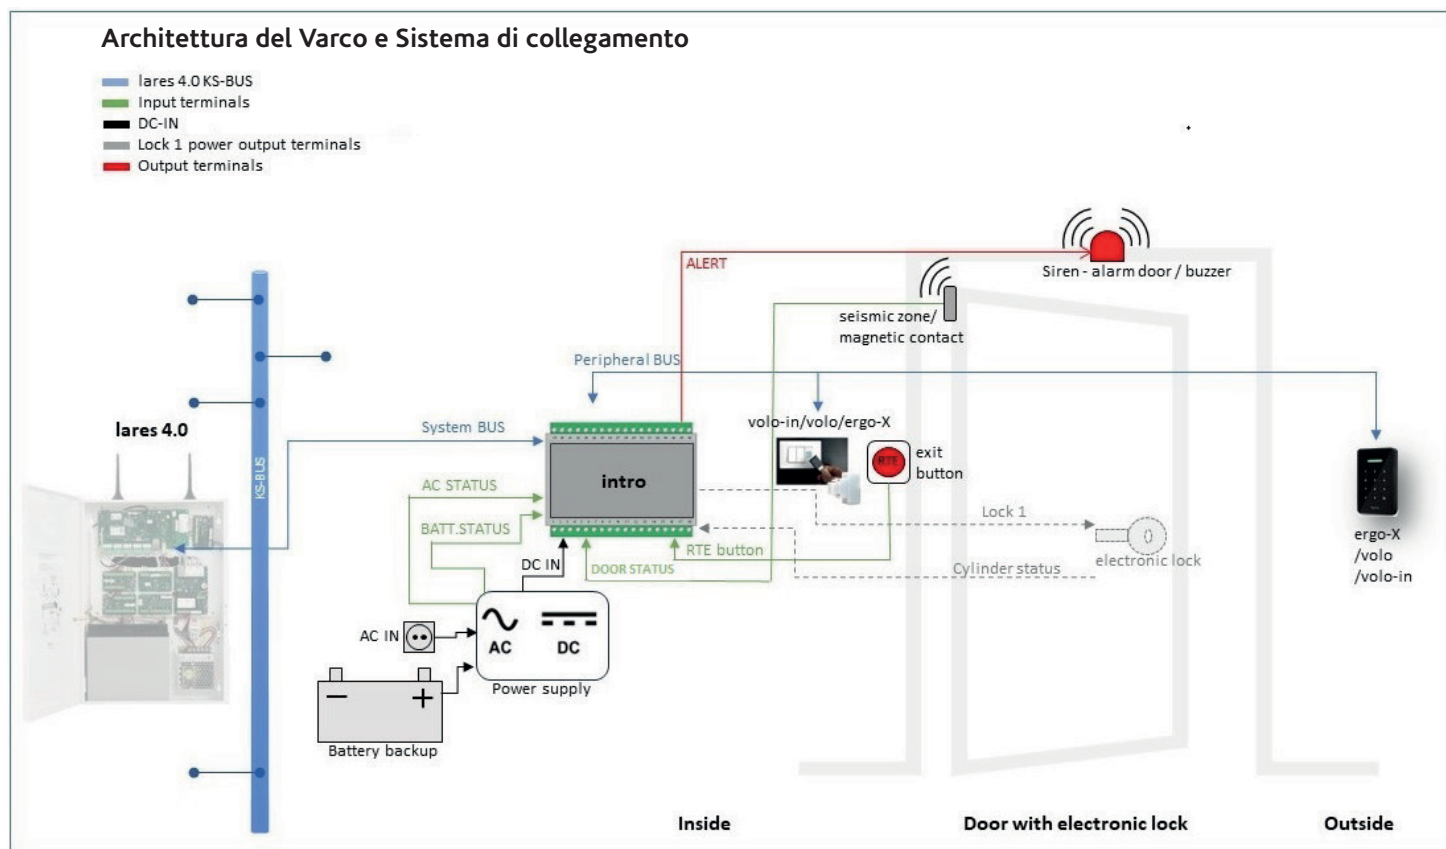 Architettura del Varco e Sistema di collegamento
lares 4.0 KS-BUS
Input terminals
DC-IN
Lock 1 power output terminals
Output terminals
ALERT
Siren - alarm door / buzzer
seismic zone/
magnetic contact
Peripheral BUS
lares 4.0
System BUS
volo-in/volo/ergo-X
KS-BUS
intro
RTE
exit
button
AC STATUS
BATT.STATUS
Lock 1
RTE button
DOOR STATUS
DC IN
Cylinder status
electronic lock
ergo-X
/volo
/volo-in
AC IN
AC
DC
Power supply
Battery backup
Inside
Door with electronic lock
Outside